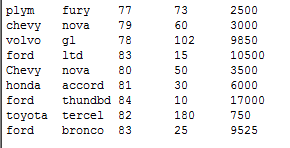 plym fury 77 73 2500
chevy nova 79 60 3000
volvo gl 78 102 9850
ford ltd 83 15 10500
Chevy nova 80 50 3500
honda accord 81 30 6000
ford thundbd 84 10 17000
toyota tercel 82 180 750
ford bronco 83 25 9525